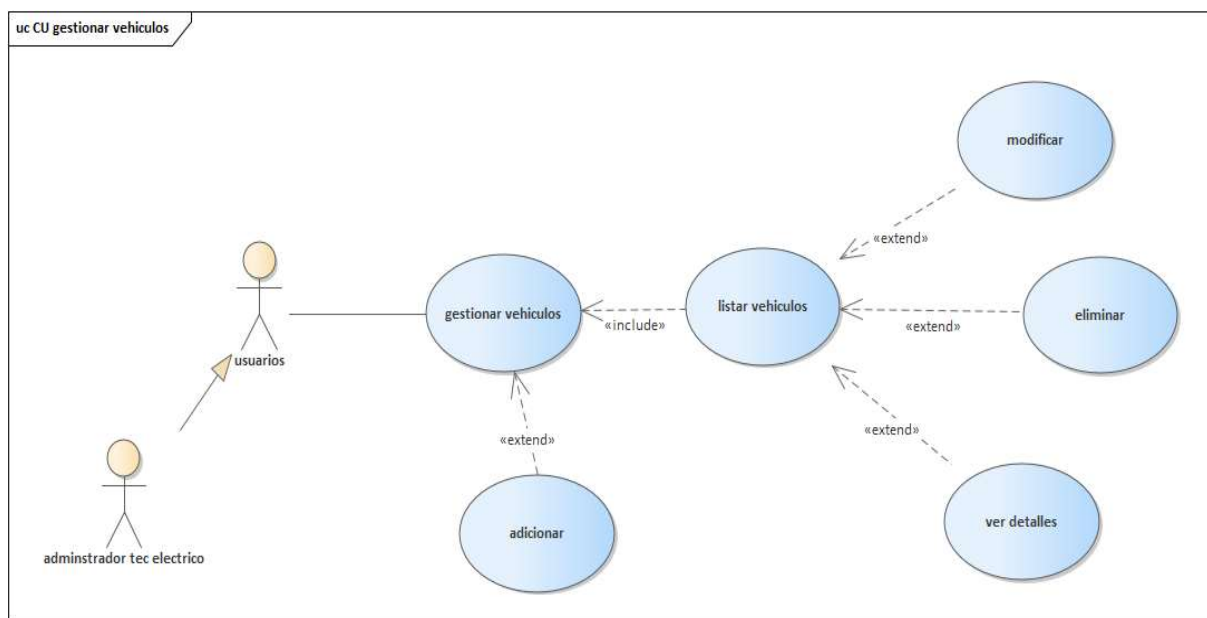 uc CU gestionar vehiculos
modificar
«extend»
usuarios
gestionar vehiculos
«include»
listar vehiculos
«extend»
eliminar
«extend»
adicionar
«extend»
ver detalles
adminstrador tec electrico